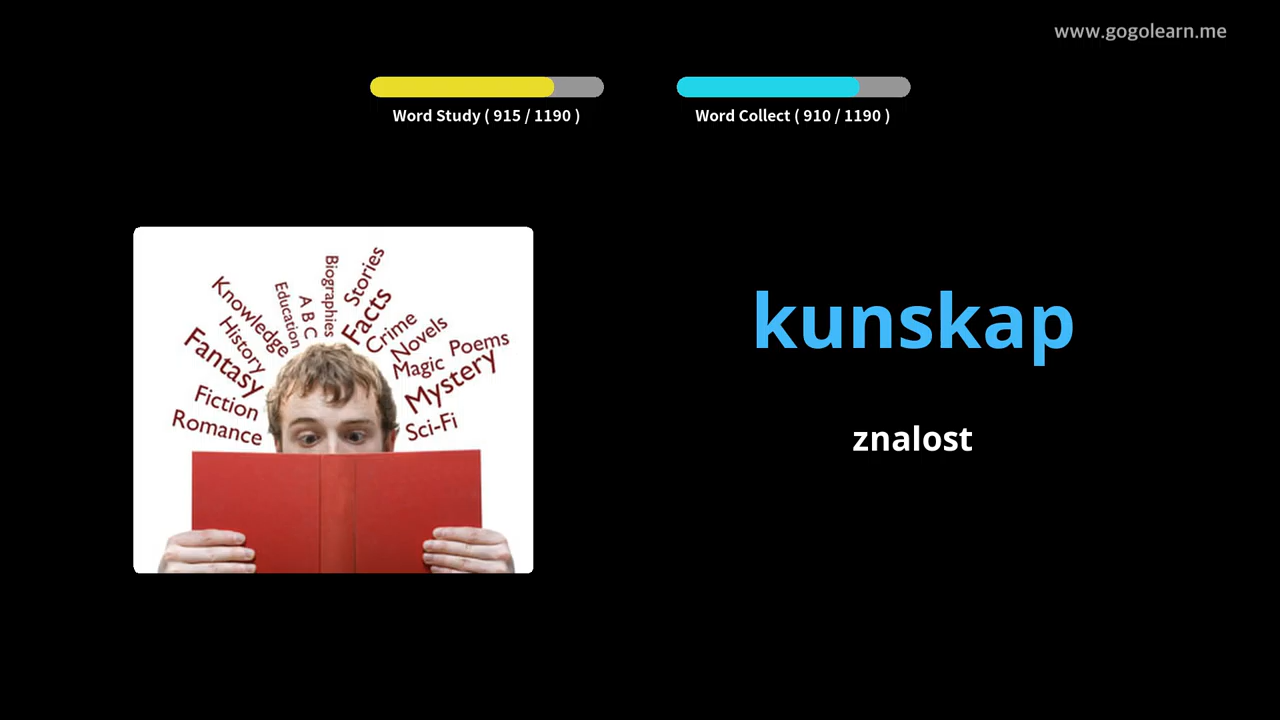 www.gogolearn.me
Word Study ( 915 / 1190 )
Word Collect ( 910 / 1190 )
Biographies
Stories
Education
A B C
Facts
Knowledge
Crime
History
Novels
Poems
Fantasy
Magic
Mystery
Fiction
Romance
Sci-Fi
kunskap
znalost